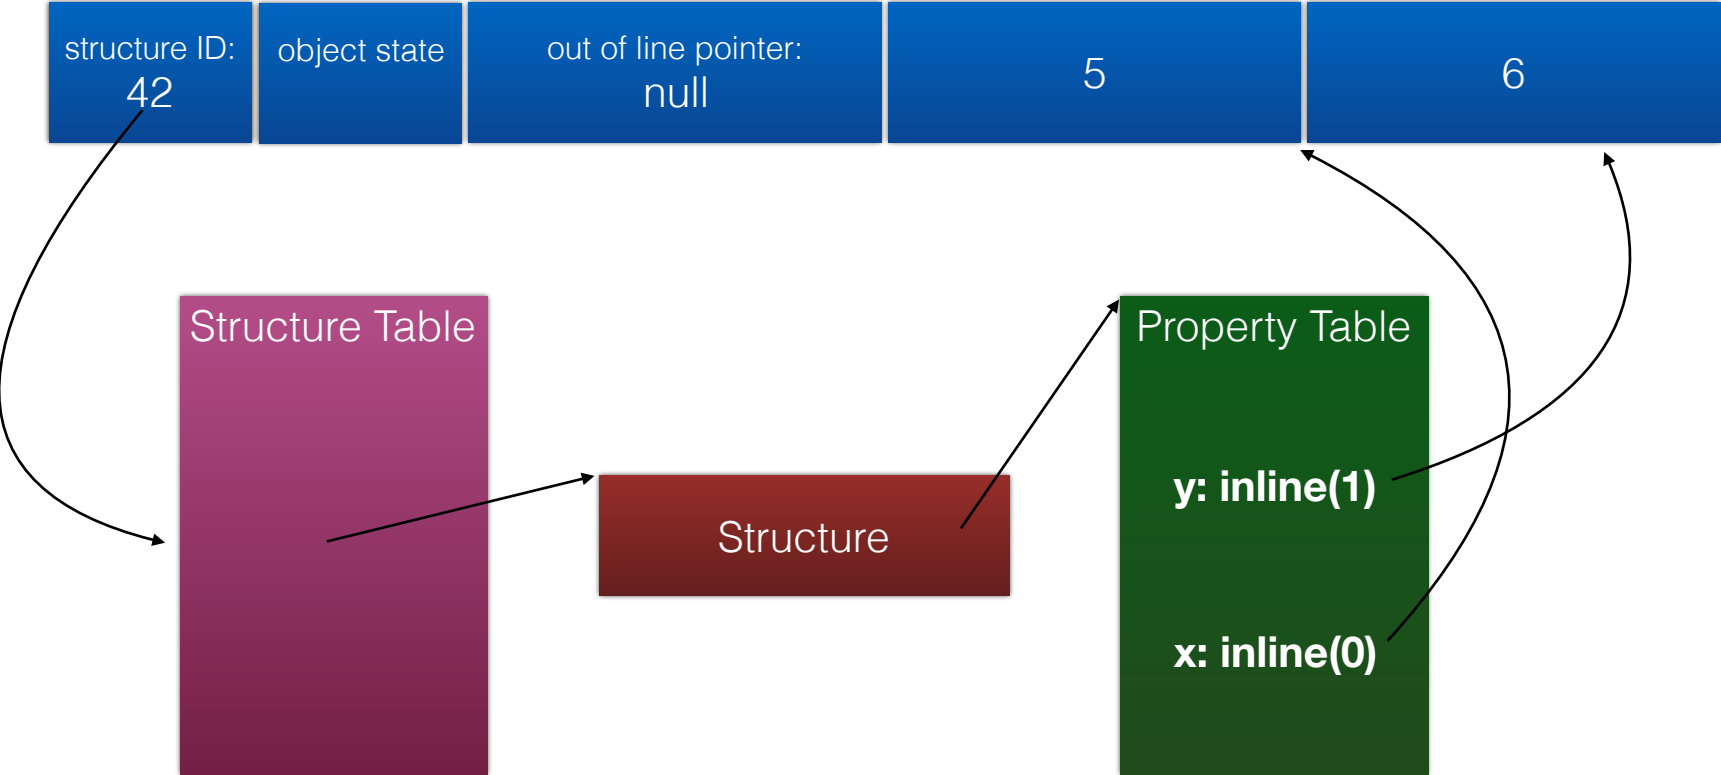 structure ID:
42
object state
out of line pointer:
null
5
6
Structure Table
Structure
Property Table
y: inline(1)
x: inline(0)